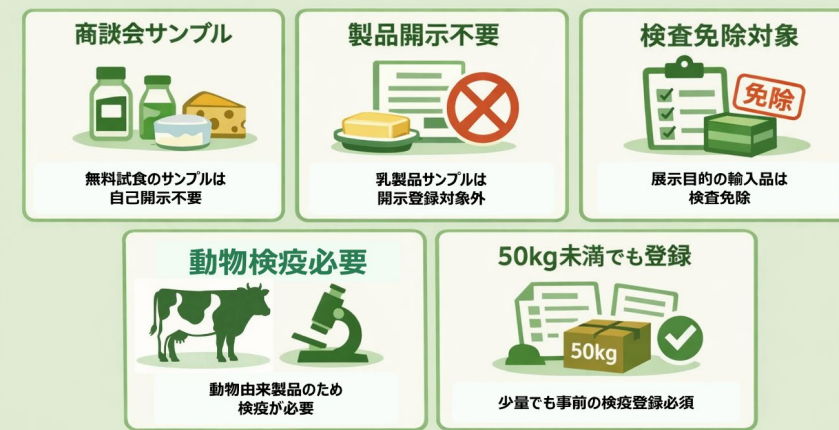 商談会サンプル
無料試食のサンプルは
自己開示不要
製品開示不要
乳製品サンプルは
開示登録対象外
検査免除対象
免除
展示目的の輸入品は
検査免除
動物検疫必要
動物由来製品のため
検疫が必要
50kg未満でも登録
50kg
少量でも事前の検疫登録必須